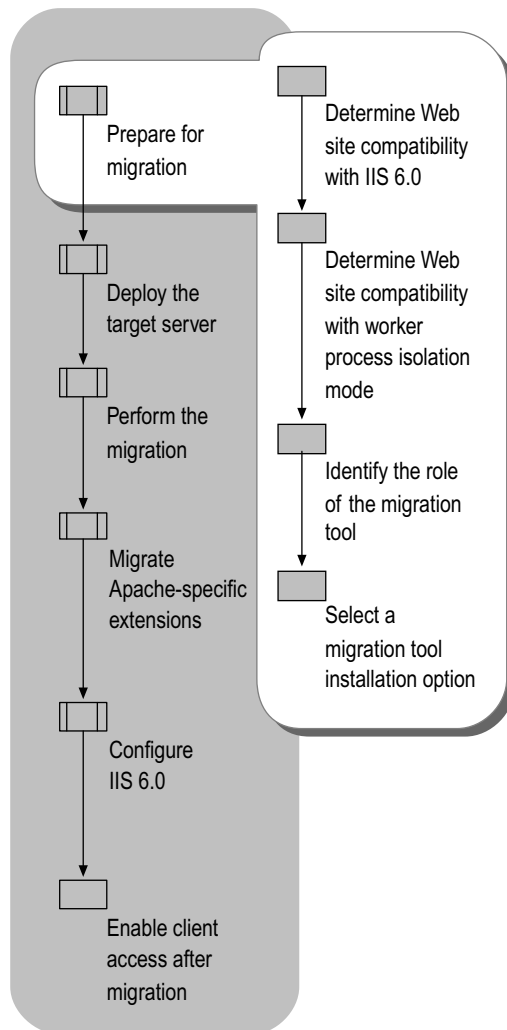 Prepare for
migration
Deploy the
target server
Perform the
migration
Migrate
Apache-specific
extensions
Configure
IIS 6.0
Enable client
access after
migration
Determine Web
site compatibility
with IIS 6.0
Determine Web
site compatibility
with worker
process isolation
mode
Identify the role
of the migration
tool
Select a
migration tool
installation option